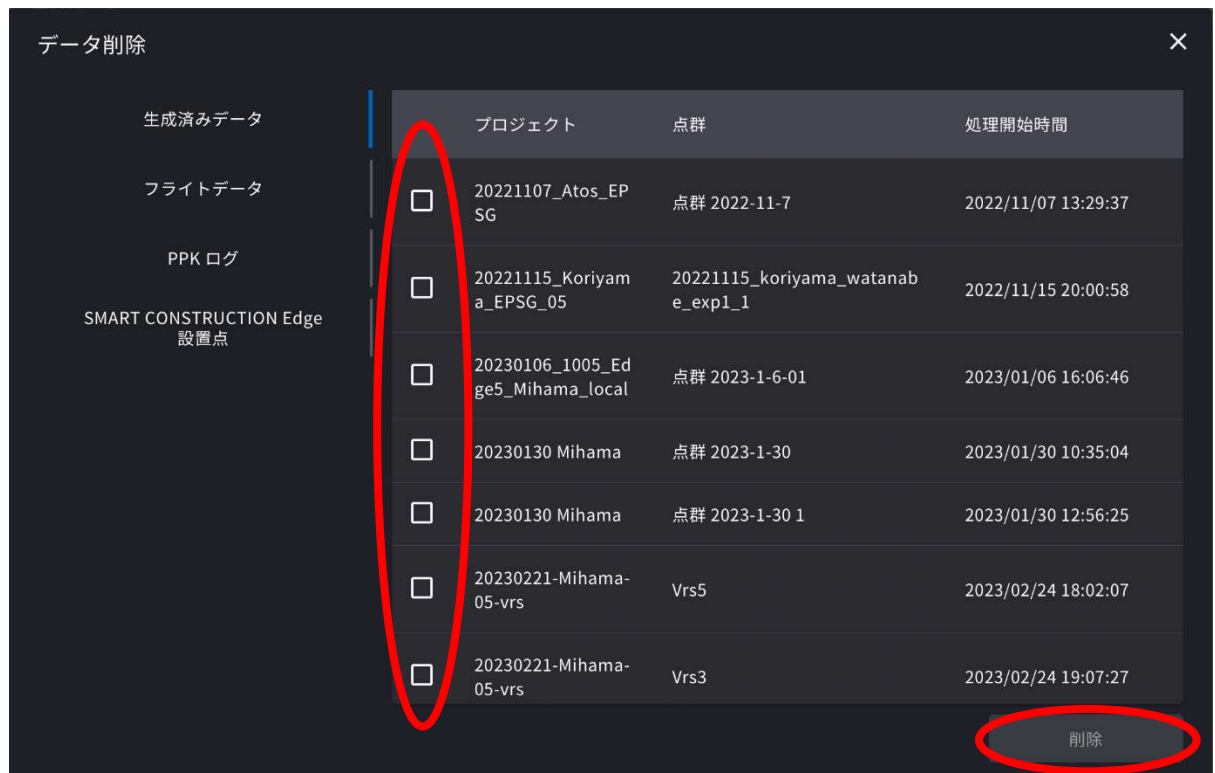 データ削除
生成済みデータ
フライトデータ
PPK ログ
SMART CONSTRUCTION Edge
設置点
プロジェクト 点群 処理開始時間
20221107_Atos_EP
SG
点群 2022-11-7
2022/11/07 13:29:37
20221115_Koriyam
a_EPSG_05
20221115_koriyama_watanab
e_exp1_1
2022/11/15 20:00:58
20230106_1005_Ed
ge5_Mihama_local
点群 2023-1-6-01
2023/01/06 16:06:46
20230130 Mihama 点群 2023-1-30 2023/01/30 10:35:04
20230130 Mihama 点群 2023-1-30 1 2023/01/30 12:56:25
20230221-Mihama-
05-vrs
Vrs5
2023/02/24 18:02:07
20230221-Mihama-
05-vrs
Vrs3
2023/02/24 19:07:27
削除